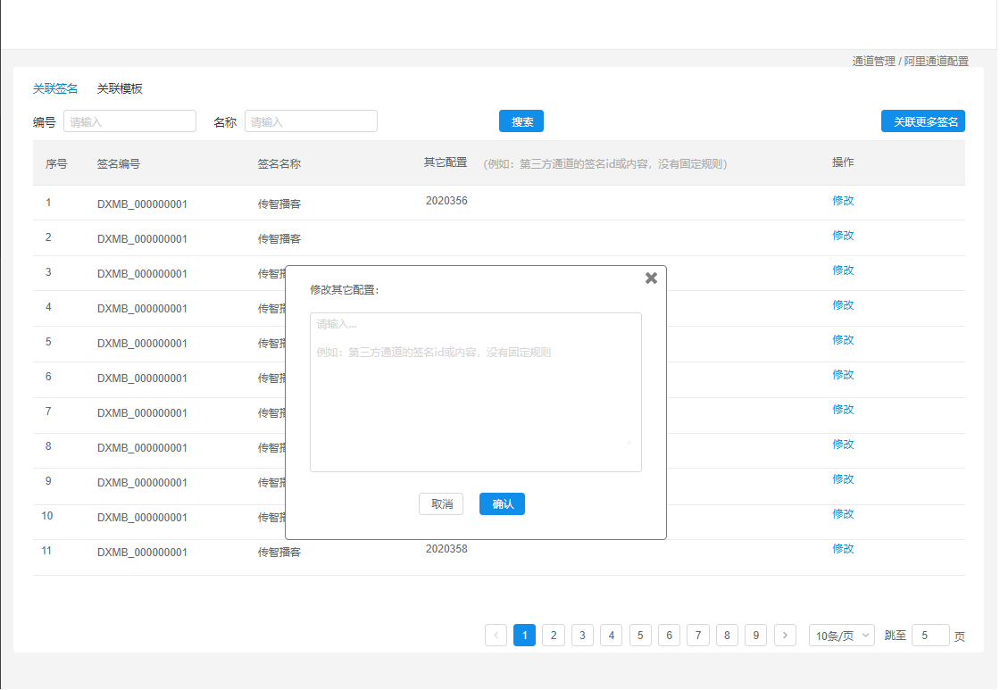 通道管理 / 阿里通道配置
关联签名 关联模板
编号 请输入 名称 请输入 搜索 关联更多签名
序号 签名编号 签名名称 其它配置 (例如：第三方通道的签名id或内容，没有固定规则) 操作
1 DXMB_000000001 传智播客 2020356 修改
2 DXMB_000000001 传智播客 修改
3 DXMB_000000001 传智 修改
修改其它配置：
4 DXMB_000000001 传智 修改
请输入...
5 DXMB_000000001 传智 修改
例如：第三方通道的签名id或内容，没有固定规则
6 DXMB_000000001 传智 修改
7 DXMB_000000001 传智 修改
8 DXMB_000000001 传智 修改
9 DXMB_000000001 传智 修改
取消 确认
10 DXMB_000000001 传智 修改
11 DXMB_000000001 传智播客 2020358 修改
1 2 3 4 5 6 7 8 9 10条/页 跳至 5 页